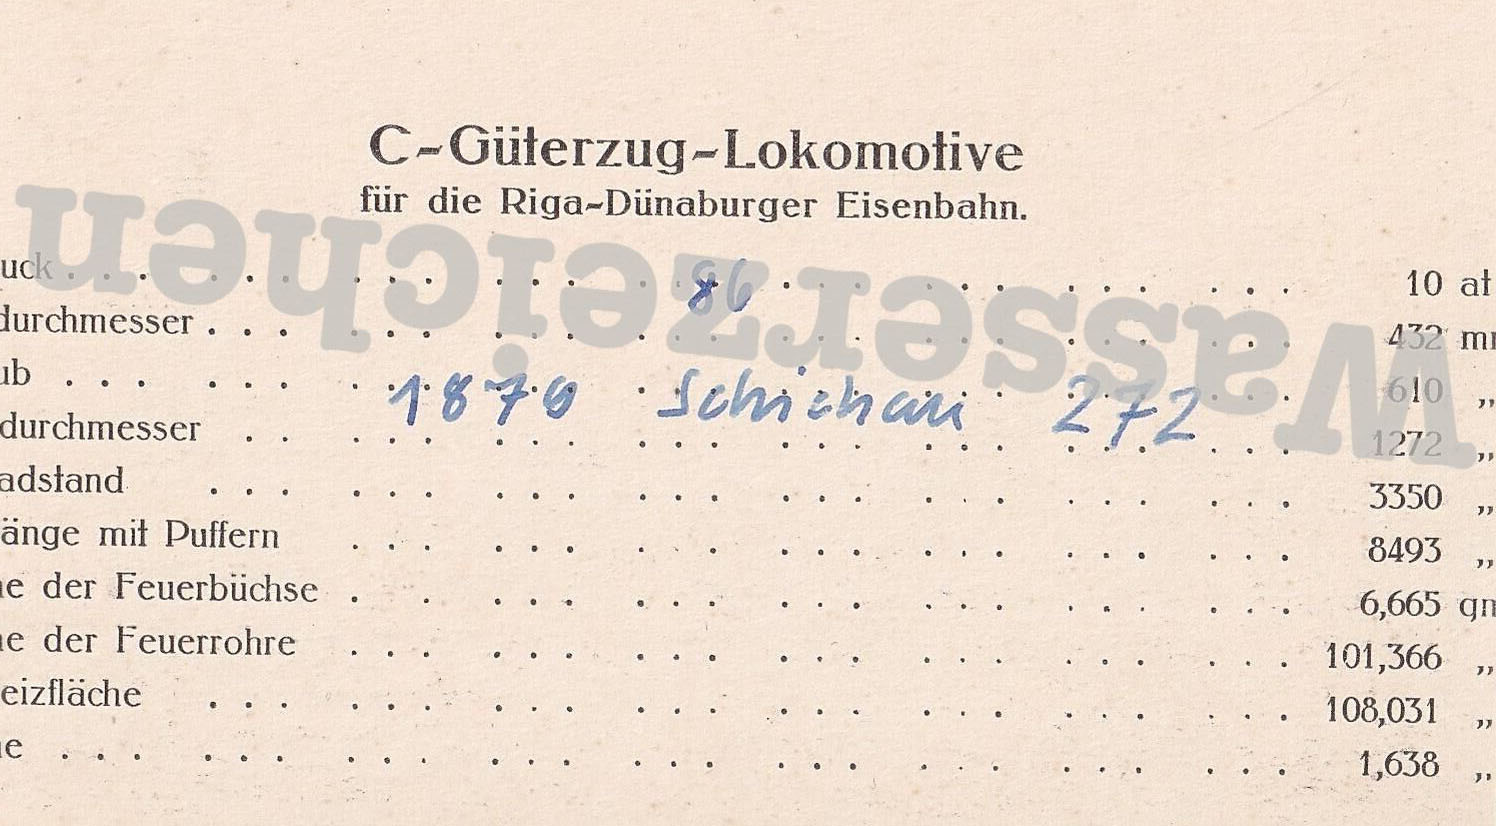 C-Güterzug-Lokomotive
für die Riga-Dünaburger Eisenbahn.
uck . . . . . . . . . . . . . . . . . . . . . . . . 10 at
86
durchmesser . . . . . . . . . . . . . . . . . . . . . 432 mm
ub . . . . . . . . . . . . . . . . . . . . . . . . 610 „
1870 Schichau 272
durchmesser . . . . . . . . . . . . . . . . . . . . 1272 „
adstand . . . . . . . . . . . . . . . . . . . . . 3350 „
änge mit Puffern . . . . . . . . . . . . . . . . . . 8493 „
e der Feuerbüchse . . . . . . . . . . . . . . . . . 6,665 qm
e der Feuerrohre . . . . . . . . . . . . . . . . . . 101,366 „
eizfläche . . . . . . . . . . . . . . . . . . . . . 108,031 „
e . . . . . . . . . . . . . . . . . . . . . . . . 1,638 „
Wasserzeichen